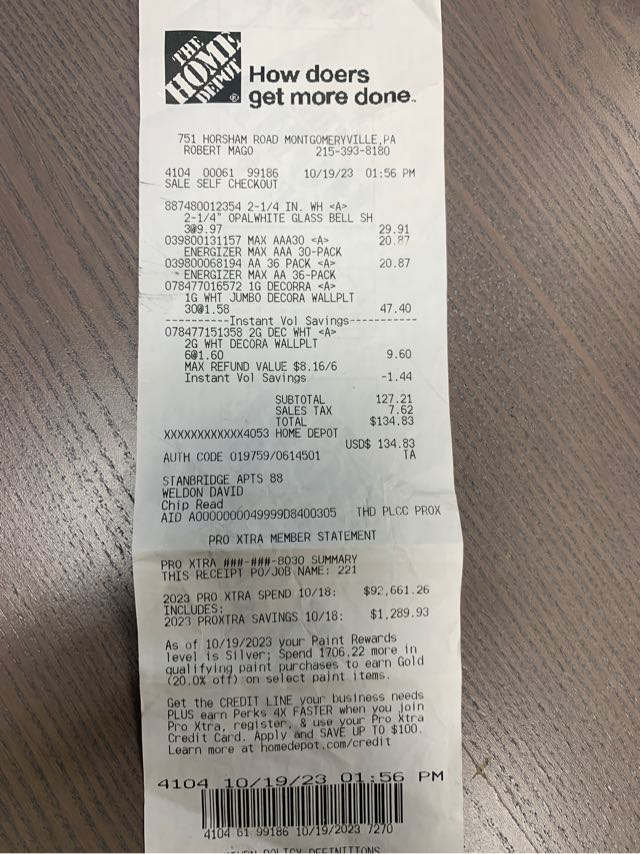 THE
HOME
DEPOT
How doers
get more done.
751 HORSHAM ROAD MONTGOMERYVILLE,PA
ROBERT MAGO 215-393-8180
4104 00061 99186 10/19/23 01:56 PM
SALE SELF CHECKOUT
887480012354 2-1/4 IN. WH <A>
2-1/4" OPALWHITE GLASS BELL SH
3@9.97 29.91
039800131157 MAX AAA30 <A> 20.87
ENERGIZER MAX AAA 30-PACK
039800068194 AA 36 PACK <A> 20.87
ENERGIZER MAX AA 36-PACK
078477016572 1G DECORRA <A>
1G WHT JUMBO DECORA WALLPLT
30@1.58 47.40
----------Instant Vol Savings-----------
078477151358 2G DEC WHT <A>
2G WHT DECORA WALLPLT
6@1.60 9.60
MAX REFUND VALUE $8.16/6
Instant Vol Savings -1.44
SUBTOTAL 127.21
SALES TAX 7.62
TOTAL $134.83
XXXXXXXXXXXX4053 HOME DEPOT
USD$ 134.83
AUTH CODE 019759/0614501 TA
STANBRIDGE APTS 88
WELDON DAVID
Chip Read
AID A0000000049999D8400305 THD PLCC PROX
PRO XTRA MEMBER STATEMENT
PRO XTRA ###-###-8030 SUMMARY
THIS RECEIPT PO/JOB NAME: 221
2023 PRO XTRA SPEND 10/18: $92,661.26
INCLUDES:
2023 PROXTRA SAVINGS 10/18: $1,289.93
As of 10/19/2023 your Paint Rewards
level is Silver; Spend 1706.22 more in
qualifying paint purchases to earn Gold
(20.0% off) on select paint items.
Get the CREDIT LINE your business needs
PLUS earn Perks 4X FASTER when you join
Pro Xtra, register, & use your Pro Xtra
Credit Card. Apply and SAVE UP TO $100.
Learn more at homedepot.com/credit
4104 10/19/23 01:56 PM
4104 61 99186 10/19/2023 7270
POLICY DEFINITIONS